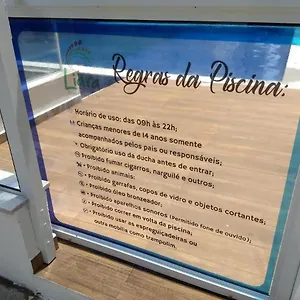 Regras da Piscina:
Horário de uso: das 09h às 22h;
Crianças menores de 14 anos somente
acompanhados pelos pais ou responsáveis;
• Obrigatório uso da ducha antes de entrar;
• Proibido fumar cigarros, narguilé e outros;
• Proibido animais;
• Proibido garrafas, copos de vidro e objetos cortantes;
• Proibido óleo bronzeador;
• Proibido aparelhos sonoros (Permitido fone de ouvido);
• Proibido correr em volta da piscina;
• Proibido usar as espreguiçadeiras ou
outra mobília como trampolim.